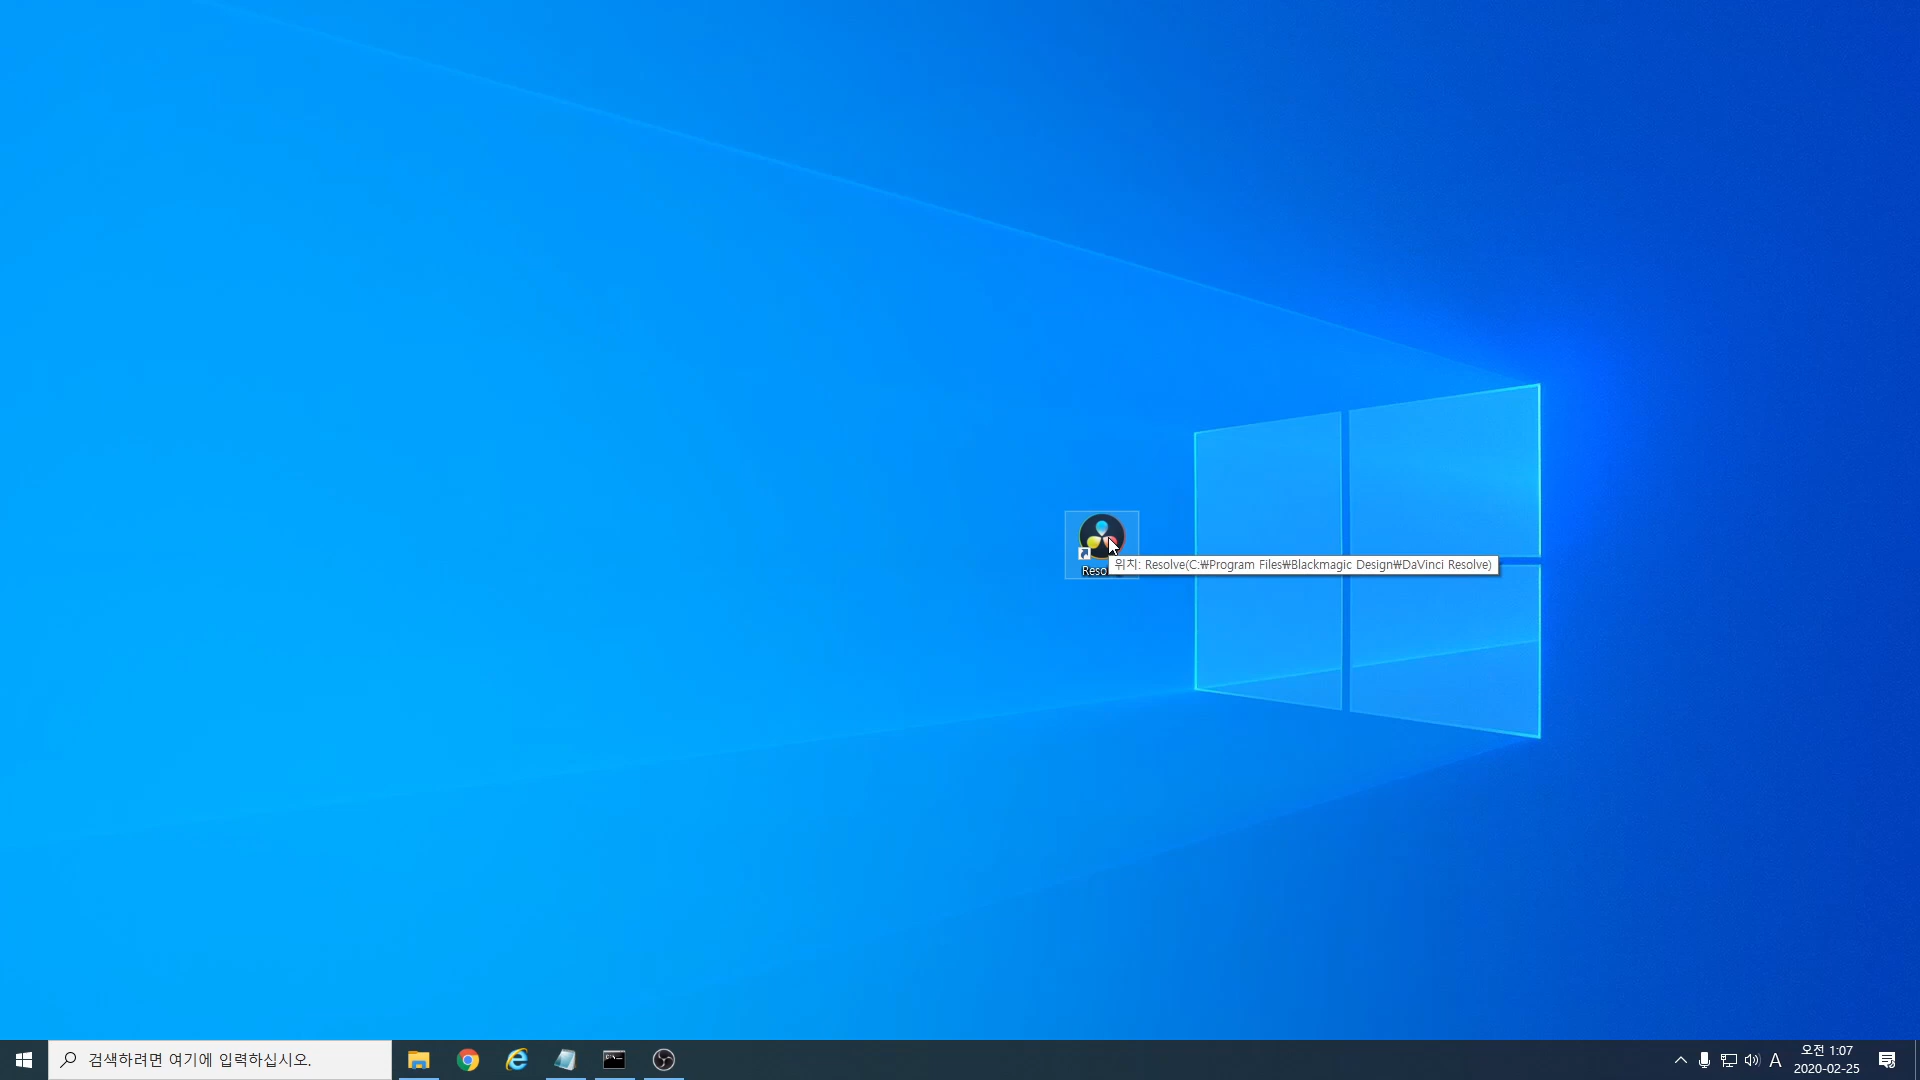 Reso
위치: Resolve(C:₩Program Files₩Blackmagic Design₩DaVinci Resolve)
검색하려면 여기에 입력하십시오.
A
오전 1:07
2020-02-25